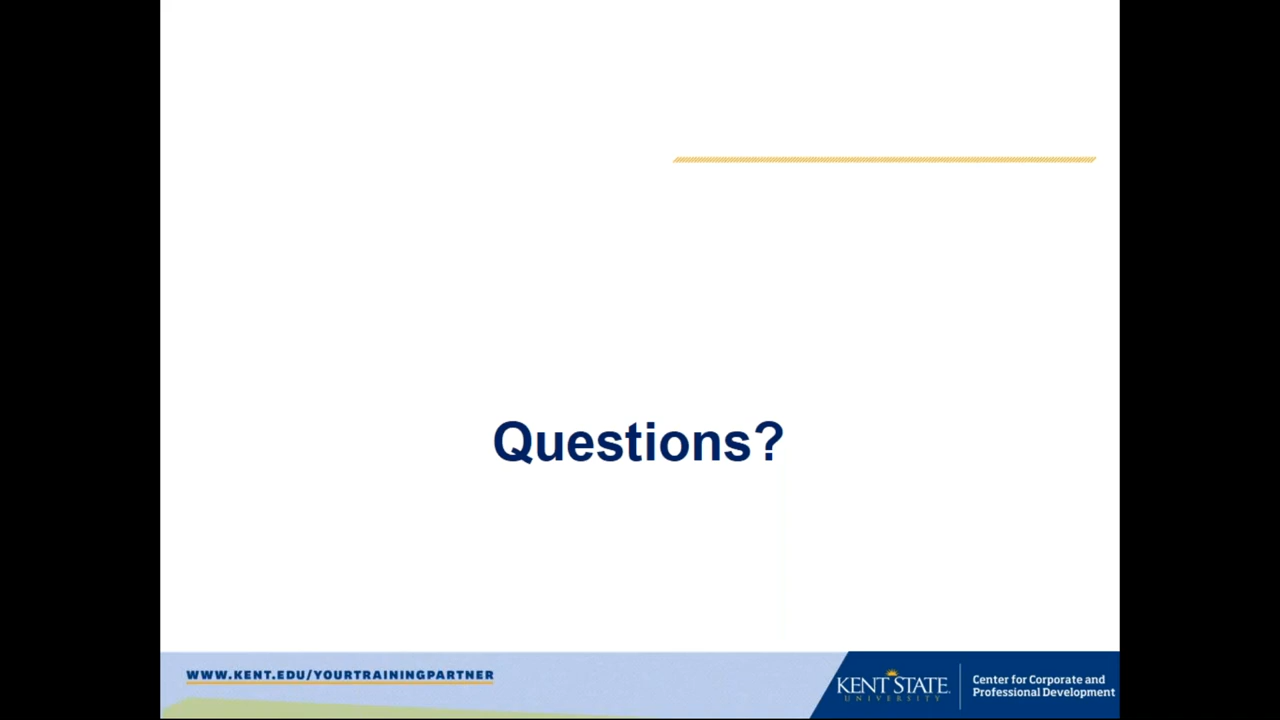 Questions?
WWW.KENT.EDU/YOURTRAININGPARTNER
KENT STATE
UNIVERSITY
Center for Corporate and
Professional Development